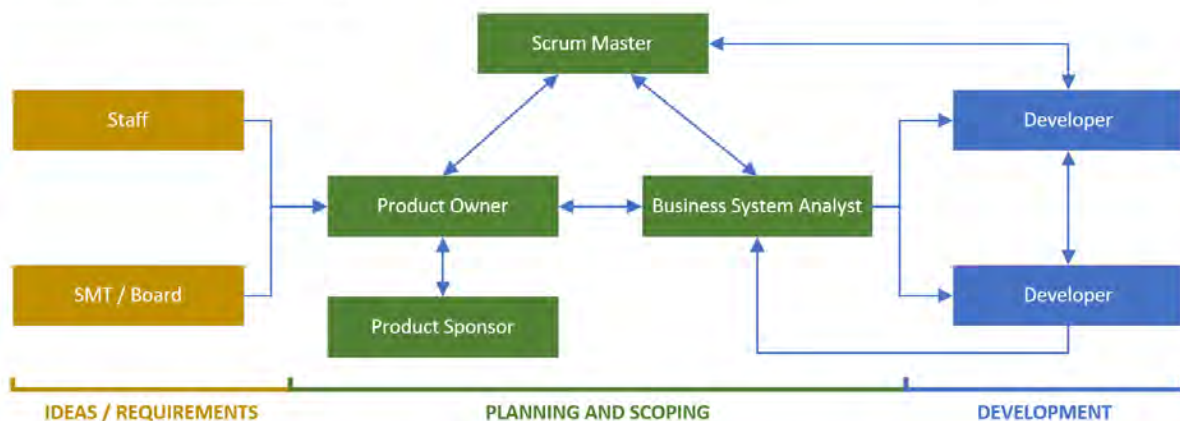 Scrum Master
Staff
Developer
Product Owner
Business System Analyst
SMT / Board
Developer
Product Sponsor
IDEAS / REQUIREMENTS
PLANNING AND SCOPING
DEVELOPMENT